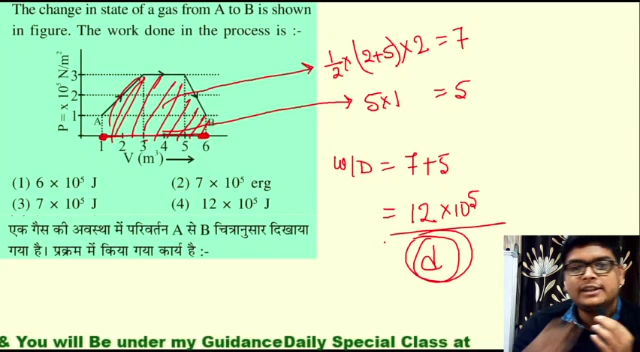 The change in state of a gas from A to B is shown
in figure. The work done in the process is :-
P = x 10⁵ N/m²
3
2
1
A
B
1 2 3 4 5 6
V (m³)
(1) 6 × 10⁵ J
(2) 7 × 10⁵ erg
(3) 7 × 10⁵ J
(4) 12 × 10⁵ J
एक गैस की अवस्था में परिवर्तन A से B चित्रानुसार दिखाया
गया है। प्रक्रम में किया गया कार्य है :-
1/2 × (2+5) × 2 = 7
5×1 = 5
W/D = 7+5
= 12 × 10⁵
d
& You will Be under my GuidanceDaily Special Class at